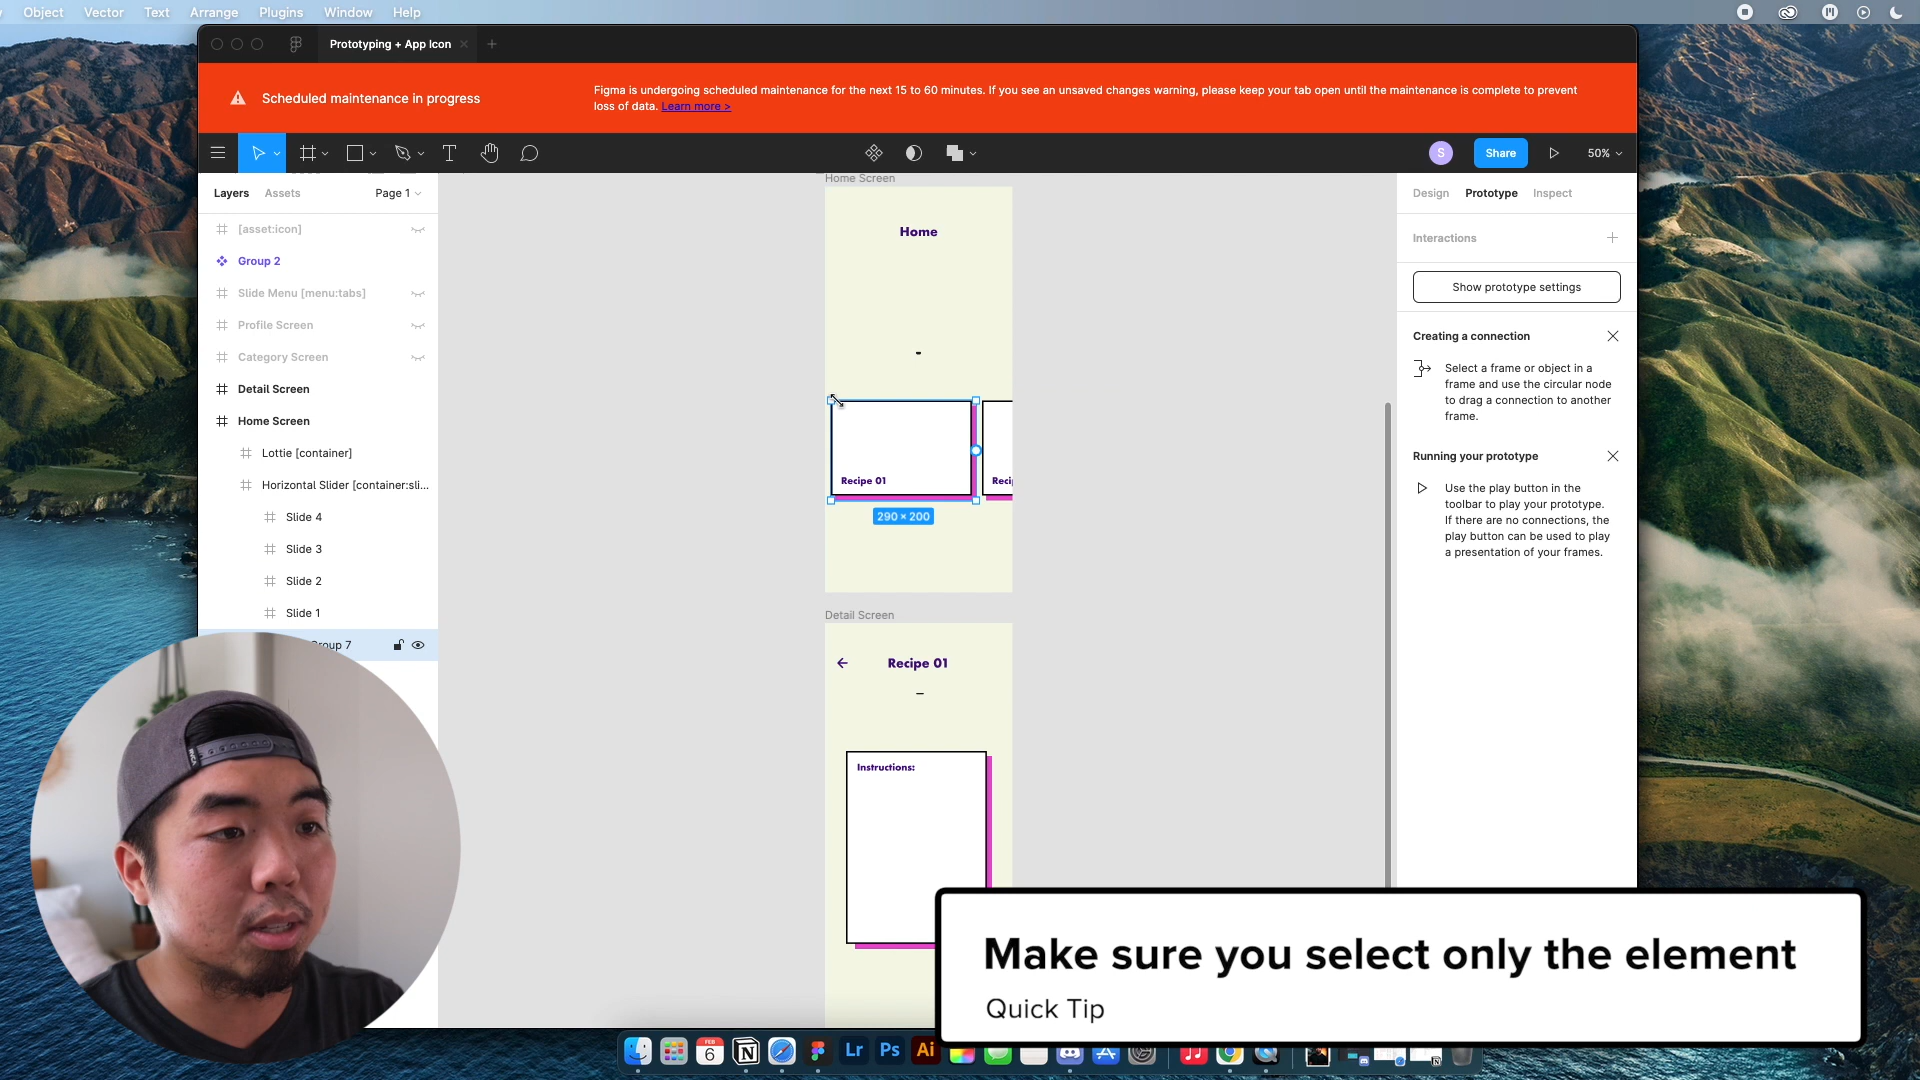 Object Vector Text Arrange Plugins Window Help
Prototyping + App Icon
Scheduled maintenance in progress
Figma is undergoing scheduled maintenance for the next 15 to 60 minutes. If you see an unsaved changes warning, please keep your tab open until the maintenance is complete to prevent
loss of data. Learn more >
S
Share
50%
Layers Assets Page 1
[asset:icon]
Group 2
Slide Menu [menu:tabs]
Profile Screen
Category Screen
Detail Screen
Home Screen
Lottie [container]
Horizontal Slider [container:sli...
Slide 4
Slide 3
Slide 2
Slide 1
roup 7
Home Screen
Home
Recipe 01
Reci
290 × 200
Detail Screen
Recipe 01
Instructions:
Design Prototype Inspect
Interactions
Show prototype settings
Creating a connection
Select a frame or object in a
frame and use the circular node
to drag a connection to another
frame.
Running your prototype
Use the play button in the
toolbar to play your prototype.
If there are no connections, the
play button can be used to play
a presentation of your frames.
Make sure you select only the element
Quick Tip
FEB
6
Lr Ps Ai